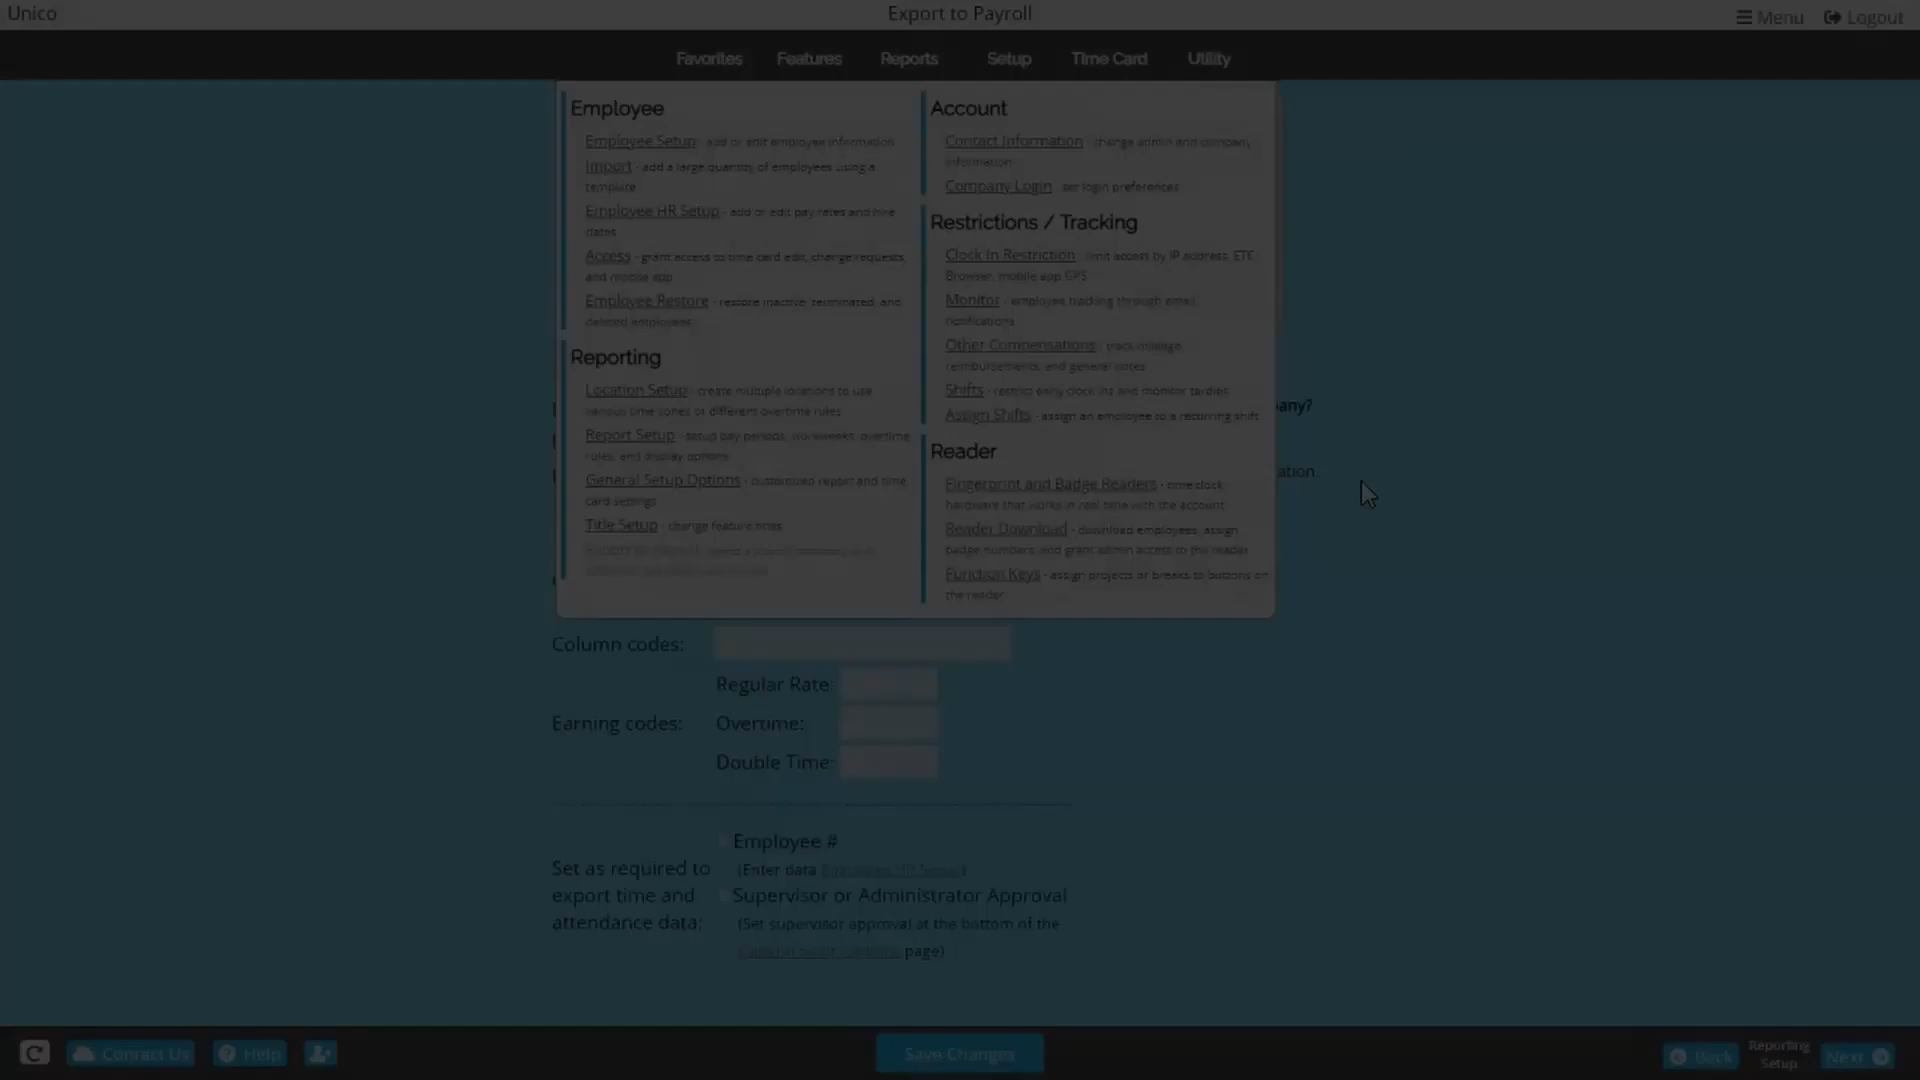 Unico
Export to Payroll
Menu
Logout
Favorites
Features
Reports
Setup
Time Card
Utility
Employee
Employee Setup - add or edit employee information
Import - add a large quantity of employees using a
template
Employee HR Setup - add or edit pay rates and hire
dates
Access - grant access to time card edit, change requests,
and mobile app
Employee Restore - restore inactive, terminated, and
deleted employees
Reporting
Location Setup - create multiple locations to use
various time zones or different overtime rules
Report Setup - setup pay periods, workweeks, overtime
rules, and display options
General Setup Options - customized report and time
card settings
Title Setup - change feature titles
Account
Contact Information - change admin and company
information
Company Login - set login preferences
Restrictions / Tracking
Clock In Restriction - limit access by IP address, ETC
Browser, mobile app GPS
Monitor - employee tracking through email
notifications
Other Compensations - track mileage,
reimbursements, and general notes
Shifts - restrict early clock ins and monitor tardies
Assign Shifts - assign an employee to a recurring shift
Reader
Fingerprint and Badge Readers - time clock
hardware that works in real time with the account
Reader Download - download employees, assign
badge numbers, and grant admin access to the reader
Function Keys - assign projects or breaks to buttons on
the reader
any?
ation.
Column codes:
Regular Rate:
Earning codes:
Overtime:
Double Time:
Set as required to
export time and
attendance data:
Employee #
(Enter data
Supervisor or Administrator Approval
(Set supervisor approval at the bottom of the
page)
Contact Us
Help
Save Changes
Back
Reporting
Setup
Next